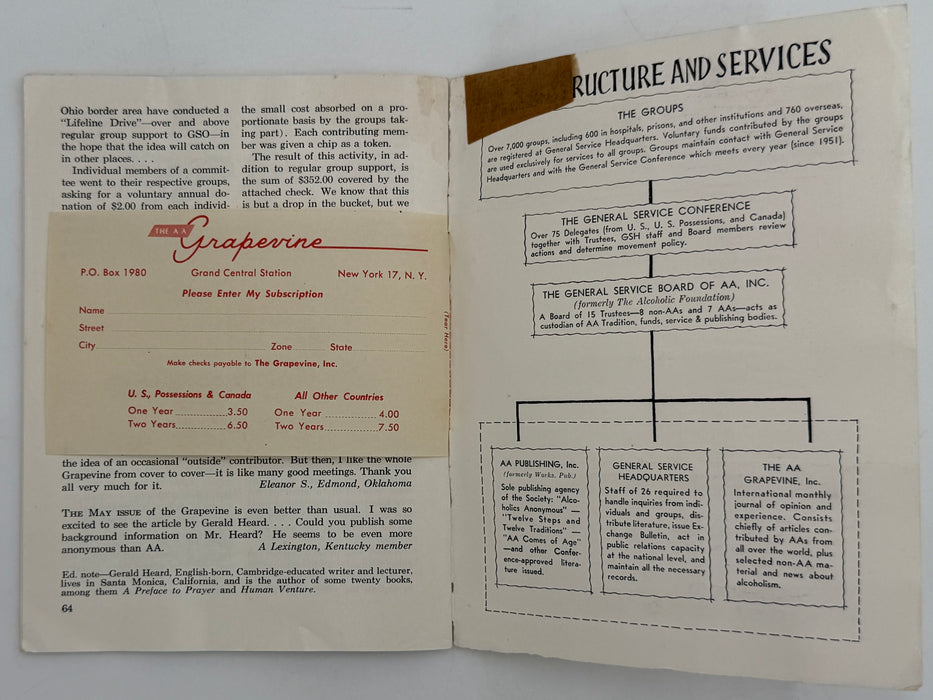 Ohio border area have conducted a
"Lifeline Drive"—over and above
regular group support to GSO—in
the hope that the idea will catch on
in other places. . . .
Individual members of a commit-
tee went to their respective groups,
asking for a voluntary annual do-
nation of $2.00 from each individ-
the small cost absorbed on a pro-
portionate basis by the groups tak-
ing part). Each contributing mem-
ber was given a chip as a token.
The result of this activity, in ad-
dition to regular group support, is
the sum of $352.00 covered by the
attached check. We know that this
is but a drop in the bucket, but we
THE AA
Grapevine
P.O. Box 1980 Grand Central Station New York 17, N. Y.
Please Enter My Subscription
Name
Street
City Zone State
(Tear Here)
Make checks payable to The Grapevine, Inc.
U. S., Possessions & Canada
One Year 3.50
Two Years 6.50
All Other Countries
One Year 4.00
Two Years 7.50
the idea of an occasional "outside" contributor. But then, I like the whole
Grapevine from cover to cover—it is like many good meetings. Thank you
all very much for it. Eleanor S., Edmond, Oklahoma
THE MAY ISSUE of the Grapevine is even better than usual. I was so
excited to see the article by Gerald Heard. . . . Could you publish some
background information on Mr. Heard? He seems to be even more
anonymous than AA. A Lexington, Kentucky member
Ed. note—Gerald Heard, English-born, Cambridge-educated writer and lecturer,
lives in Santa Monica, California, and is the author of some twenty books,
among them A Preface to Prayer and Human Venture.
64
RUCTURE AND SERVICES
THE GROUPS
Over 7,000 groups, including 600 in hospitals, prisons, and other institutions and 760 overseas,
are registered at General Service Headquarters. Voluntary funds contributed by the groups
are used exclusively for services to all groups. Groups maintain contact with General Service
Headquarters and with the General Service Conference which meets every year (since 1951).
THE GENERAL SERVICE CONFERENCE
Over 75 Delegates (from U. S., U. S. Possessions, and Canada)
together with Trustees, GSH staff and Board members review
actions and determine movement policy.
THE GENERAL SERVICE BOARD OF AA, INC.
(formerly The Alcoholic Foundation)
A Board of 15 Trustees—8 non-AAs and 7 AAs—acts as
custodian of AA Tradition, funds, service & publishing bodies.
AA PUBLISHING, Inc.
(formerly Works. Pub.)
Sole publishing agency
of the Society: "Alco-
holics Anonymous" —
"Twelve Steps and
Twelve Traditions" —
"AA Comes of Age"
—and other Confer-
ence-approved litera-
ture issued.
GENERAL SERVICE
HEADQUARTERS
Staff of 26 required to
handle inquiries from indi-
viduals and groups, dis-
tribute literature, issue Ex-
change Bulletin, act in
public relations capacity
at the national level, and
maintain all the necessary
records.
THE AA
GRAPEVINE, Inc.
International monthly
journal of opinion and
experience. Consists
chiefly of articles con-
tributed by AAs from
all over the world, plus
selected non-AA ma-
terial and news about
alcoholism.